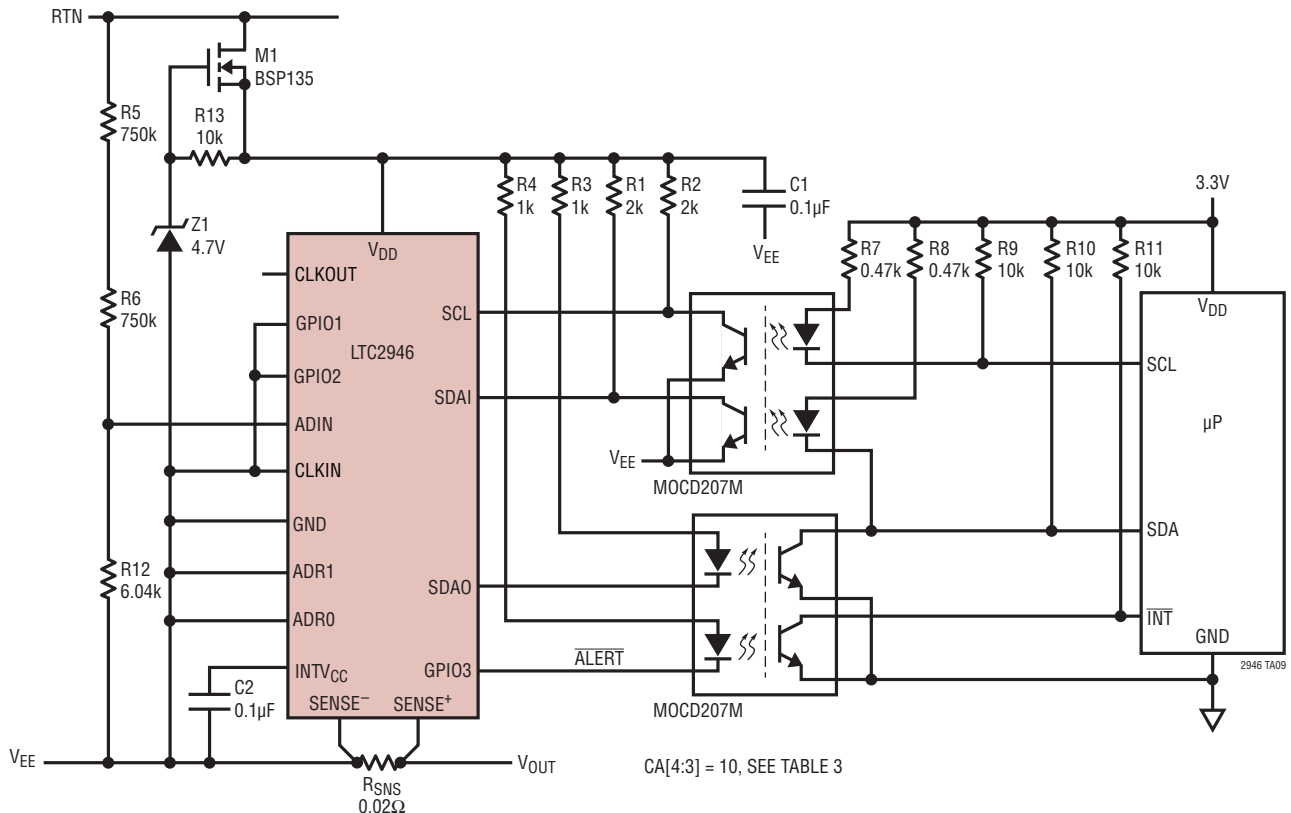 RTN
M1
BSP135
R5
750k
R13
10k
R4
1k
R3
1k
R1
2k
R2
2k
C1
0.1µF
VEE
3.3V
Z1
4.7V
R7
0.47k
R8
0.47k
R9
10k
R10
10k
R11
10k
VDD
CLKOUT
GPIO1
LTC2946
GPIO2
ADIN
CLKIN
GND
ADR1
ADR0
INTVCC
SENSE−
SENSE+
SCL
SDAI
SDAO
GPIO3
R6
750k
R12
6.04k
C2
0.1µF
VEE
RSNS
0.02Ω
VOUT
VEE
MOCD207M
ALERT
MOCD207M
VDD
SCL
µP
SDA
INT
GND
2946 TA09
CA[4:3] = 10, SEE TABLE 3